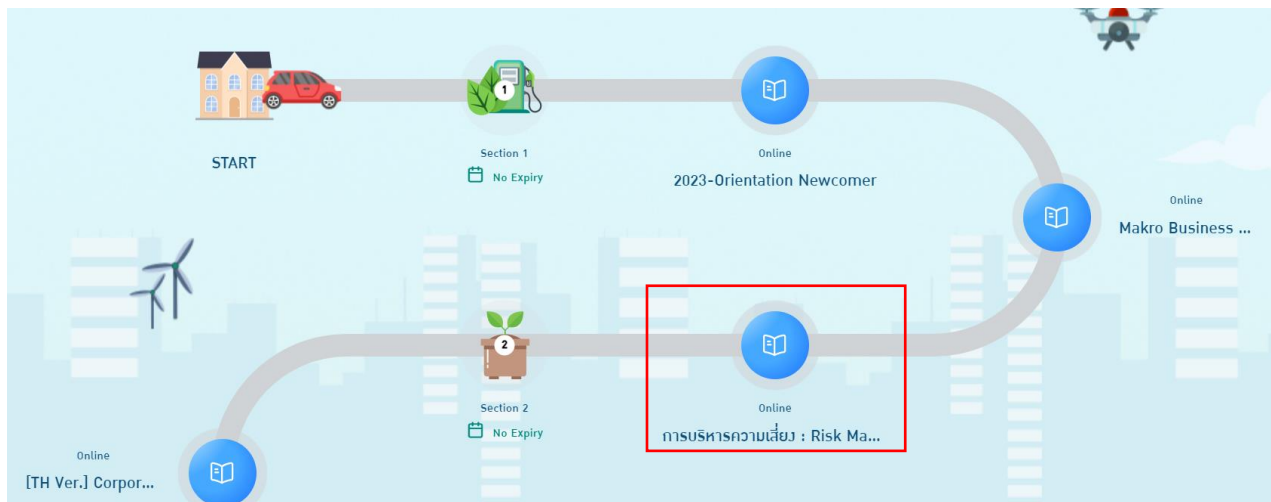 START
1
Section 1
No Expiry
Online
2023-Orientation Newcomer
Online
Makro Business ...
Online
การบริหารความเสี่ยง : Risk Ma...
2
Section 2
No Expiry
Online
[TH Ver.] Corpor...